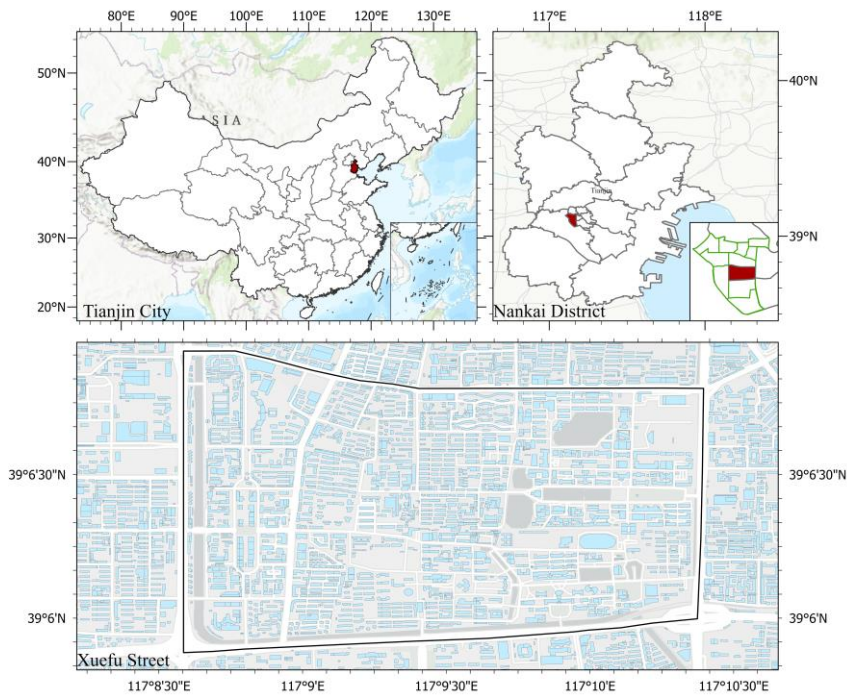 80°E 90°E 100°E 110°E 120°E 130°E
50°N
40°N
30°N
20°N
ASIA
Tianjin City
117°E 118°E
40°N
39°N
Tianjin
Nankai District
39°6'30"N 39°6'30"N
39°6'N 39°6'N
Xuefu Street
117°8'30"E 117°9'E 117°9'30"E 117°10'E 117°10'30"E